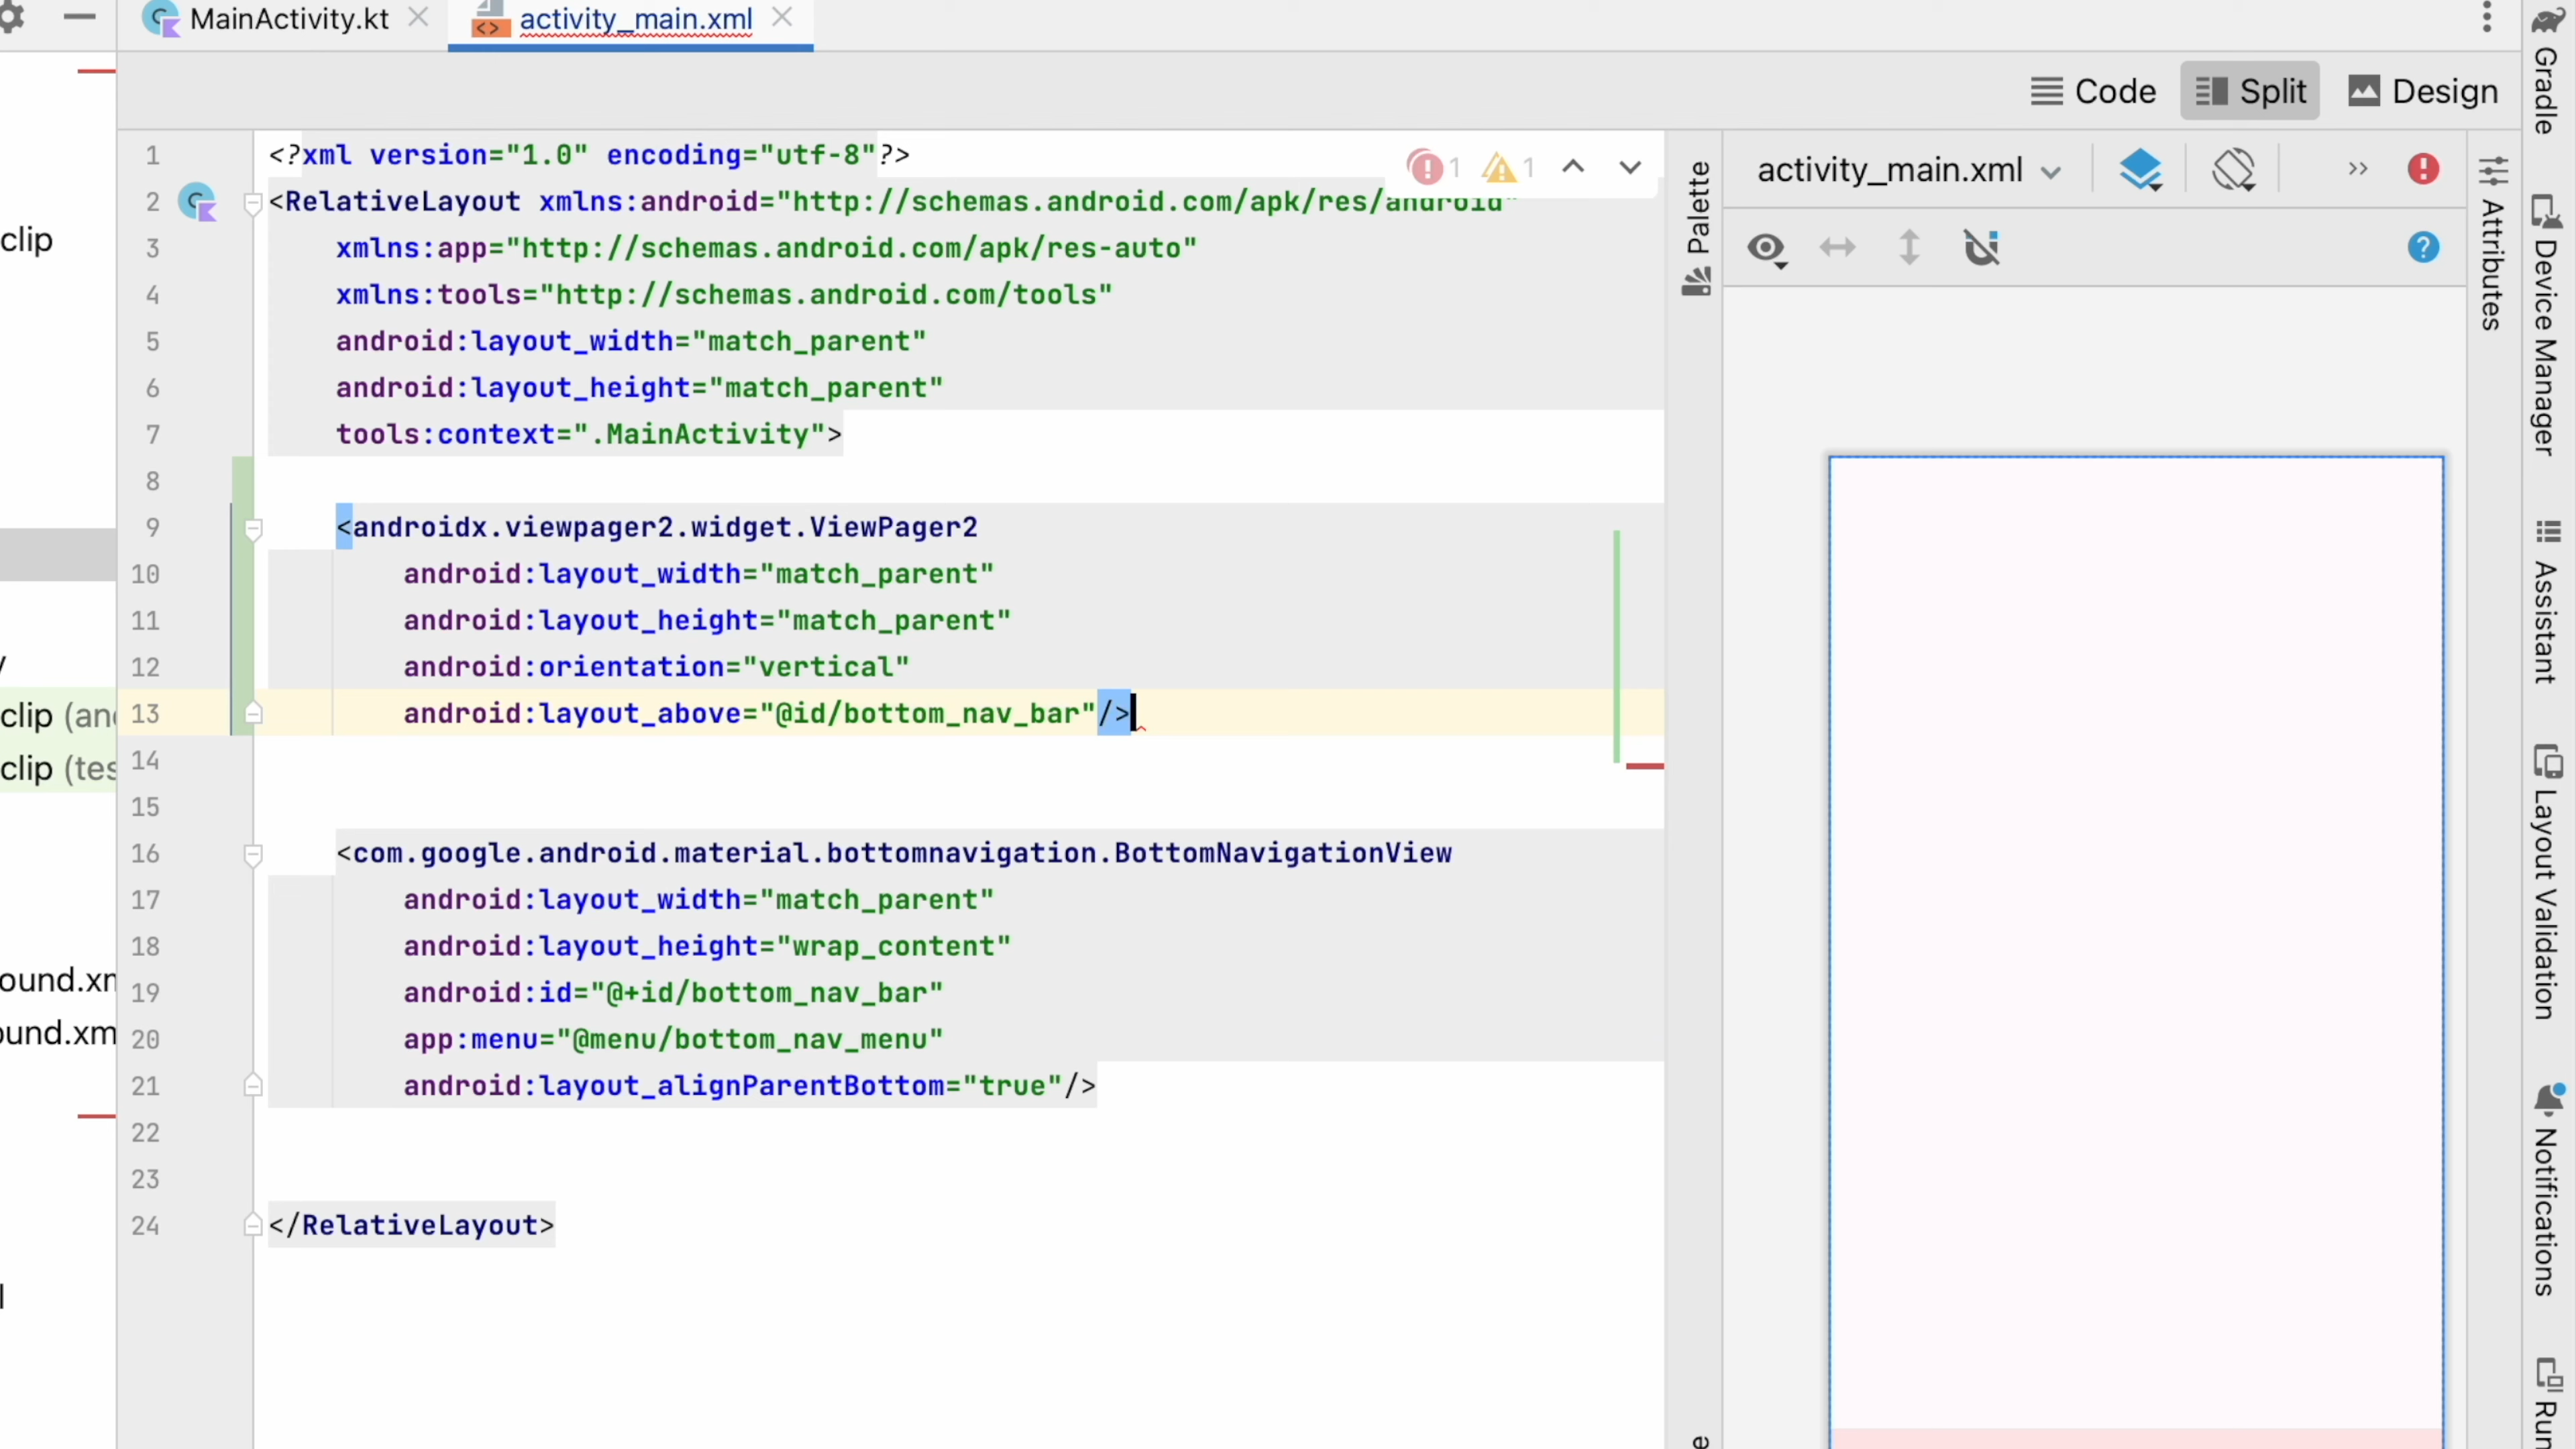 MainActivity.kt
activity_main.xml
Code
Split
Design
1 <?xml version="1.0" encoding="utf-8"?>
2 <RelativeLayout xmlns:android="http://schemas.android.com/apk/res/android"
3 xmlns:app="http://schemas.android.com/apk/res-auto"
4 xmlns:tools="http://schemas.android.com/tools"
5 android:layout_width="match_parent"
6 android:layout_height="match_parent"
7 tools:context=".MainActivity">
8
9 <androidx.viewpager2.widget.ViewPager2
10 android:layout_width="match_parent"
11 android:layout_height="match_parent"
12 android:orientation="vertical"
13 android:layout_above="@id/bottom_nav_bar"/>
14
15
16 <com.google.android.material.bottomnavigation.BottomNavigationView
17 android:layout_width="match_parent"
18 android:layout_height="wrap_content"
19 android:id="@+id/bottom_nav_bar"
20 app:menu="@menu/bottom_nav_menu"
21 android:layout_alignParentBottom="true"/>
22
23
24 </RelativeLayout>
1
1
clip
clip (an
clip (tes
ound.xm
ound.xm
Palette
activity_main.xml
Attributes
Gradle
Device Manager
Assistant
Layout Validation
Notifications